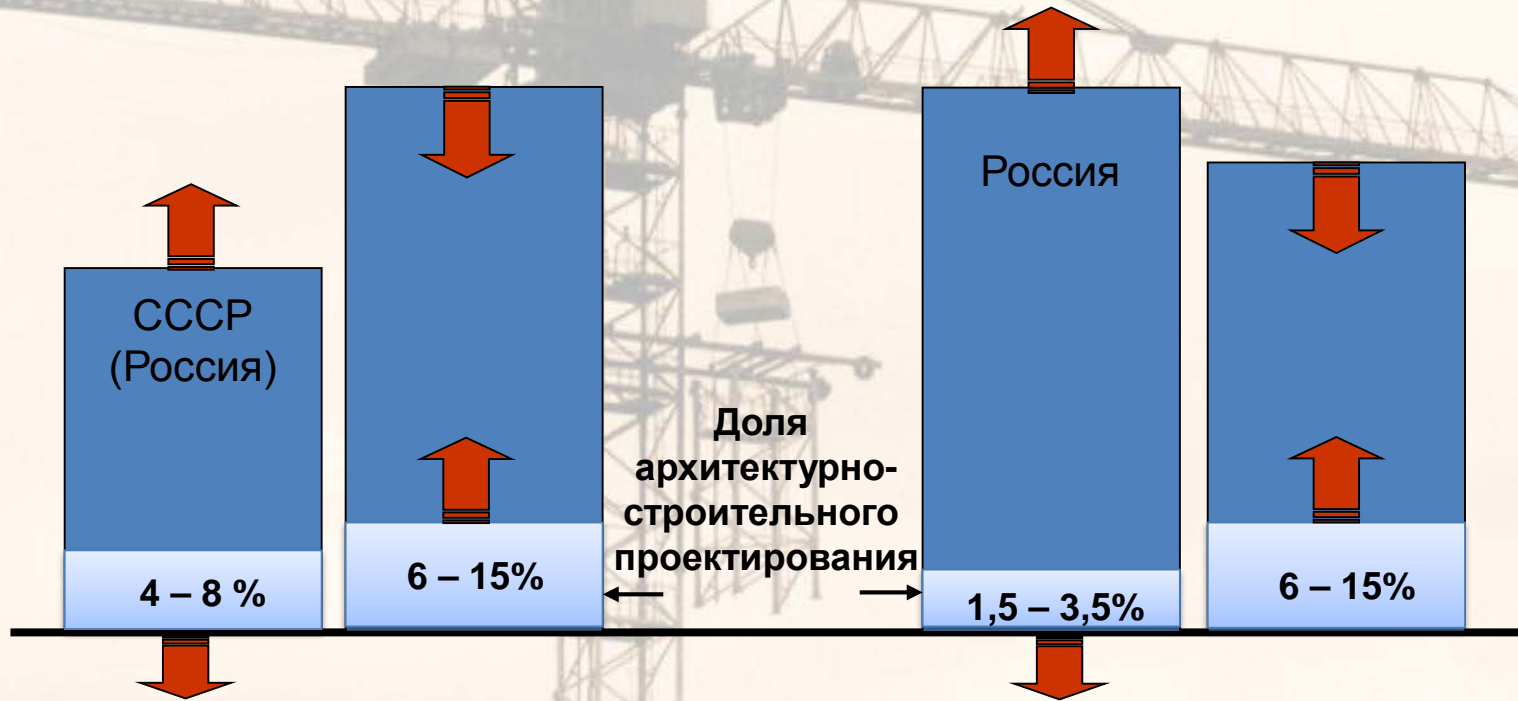 СССР
(Россия)
4 – 8 %
6 – 15%
Доля
архитектурно-
строительного
проектирования
Россия
1,5 – 3,5%
6 – 15%